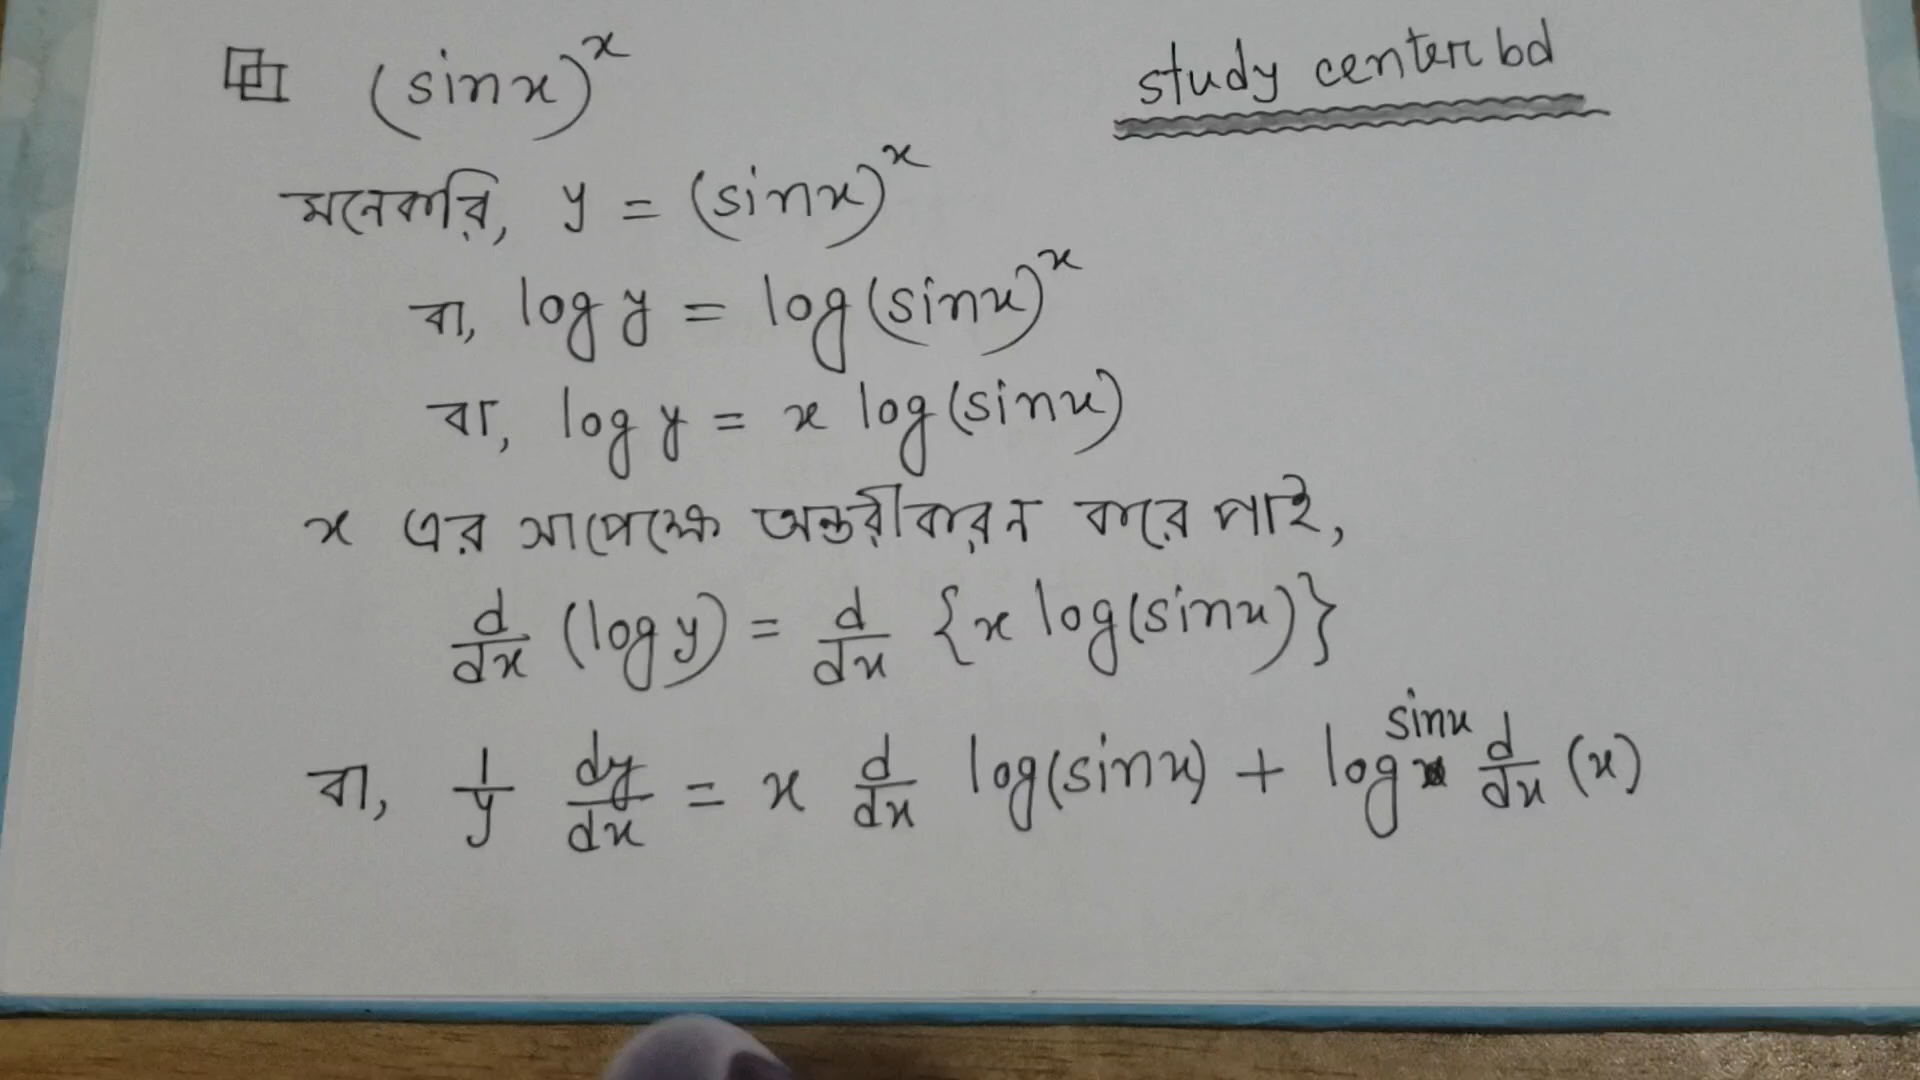 (sinx)^x
study center bd
মনেকরি, y = (sinx)^x
বা, log y = log(sinx)^x
বা, log y = x log(sinx)
x এর সাপেক্ষে অন্তরীকরন করে পাই,
d/dx (log y) = d/dx {x log(sinx)}
বা, 1/y dy/dx = x d/dx log(sinx) + log sinx d/dx (x)